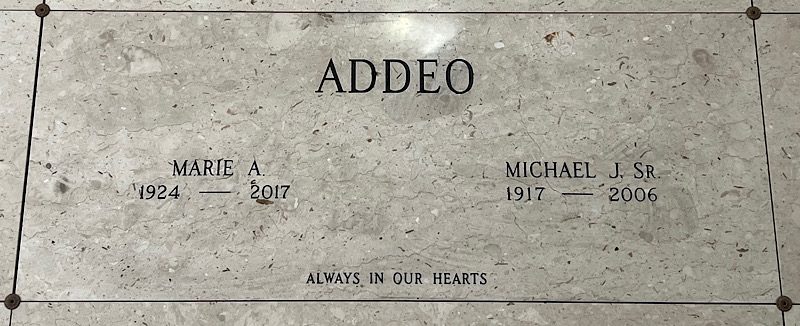 ADDEO
MARIE A. MICHAEL J. SR.
1924 — 2017 1917 — 2006
ALWAYS IN OUR HEARTS